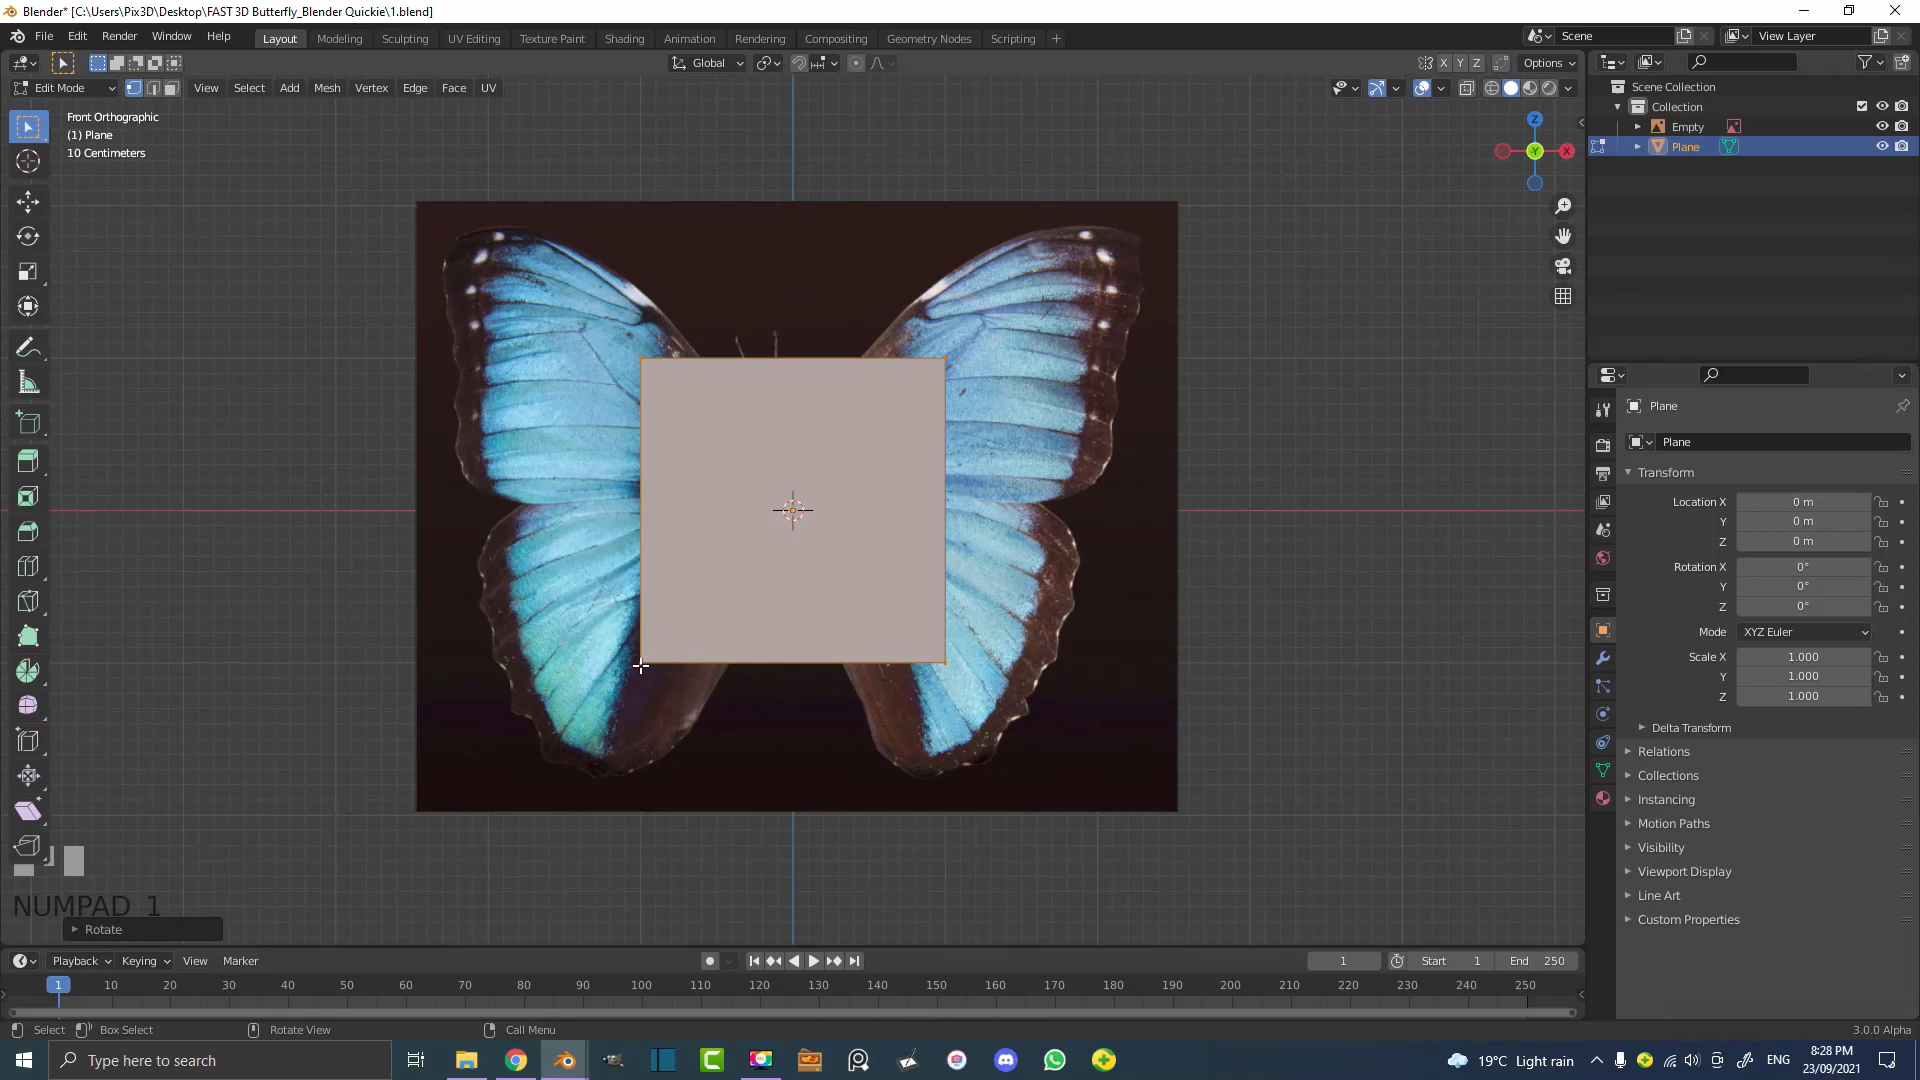 Blender* [C:\Users\Pix3D\Desktop\FAST 3D Butterfly_Blender Quickie\1.blend]
File Edit Render Window Help
Layout Modeling Sculpting UV Editing Texture Paint Shading Animation Rendering Compositing Geometry Nodes Scripting +
Scene
View Layer
Global
X Y Z
Options
Edit Mode
View Select Add Mesh Vertex Edge Face UV
Front Orthographic
(1) Plane
10 Centimeters
Z
Y
X
Scene Collection
Collection
Empty
Plane
Plane
Plane
Transform
Location X 0 m
Y 0 m
Z 0 m
Rotation X 0°
Y 0°
Z 0°
Mode XYZ Euler
Scale X 1.000
Y 1.000
Z 1.000
Delta Transform
Relations
Collections
Instancing
Motion Paths
Visibility
Viewport Display
Line Art
Custom Properties
NUMPAD 1
Rotate
Playback Keying View Marker
1
Start 1
End 250
1 10 20 30 40 50 60 70 80 90 100 110 120 130 140 150 160 170 180 190 200 210 220 230 240 250
Select
Box Select
Rotate View
Call Menu
3.0.0 Alpha
Type here to search
19°C Light rain
ENG
8:28 PM
23/09/2021